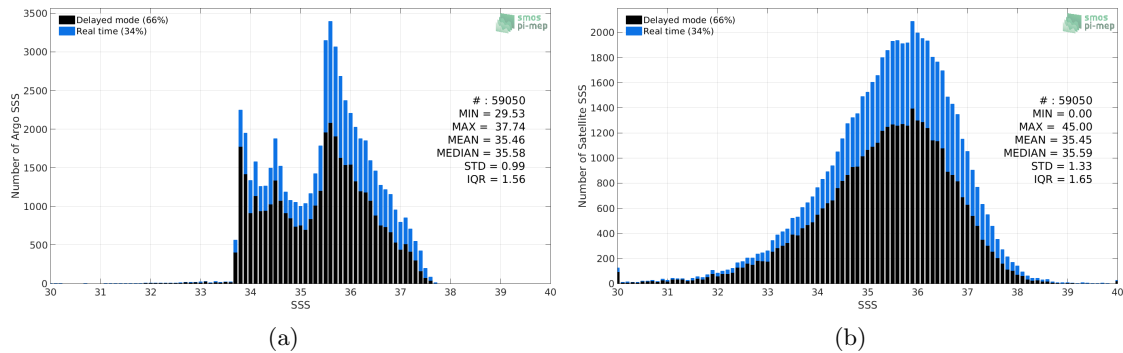 Delayed mode (66%)
Real time (34%)
smos
pi-mep
3500
3000
2500
2000
1500
1000
500
0
Number of Argo SSS
# : 59050
MIN = 29.53
MAX = 37.74
MEAN = 35.46
MEDIAN = 35.58
STD = 0.99
IQR = 1.56
30 31 32 33 34 35 36 37 38 39 40
SSS
(a)
Delayed mode (66%)
Real time (34%)
smos
pi-mep
2000
1800
1600
1400
1200
1000
800
600
400
200
0
Number of Satellite SSS
# : 59050
MIN = 0.00
MAX = 45.00
MEAN = 35.45
MEDIAN = 35.59
STD = 1.33
IQR = 1.65
30 31 32 33 34 35 36 37 38 39 40
SSS
(b)